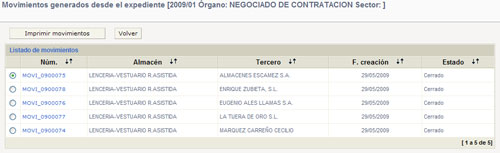 Movimientos generados desde el expediente [2009/01 Órgano: NEGOCIADO DE CONTRATACION Sector: ]
Imprimir movimientos Volver
Listado de movimientos
Núm. Almacén Tercero F. creación Estado
MOVI_0900075 LENCERIA-VESTUARIO R.ASISTIDA ALMACENES ESCAMEZ S.A. 29/05/2009 Cerrado
MOVI_0900078 LENCERIA-VESTUARIO R.ASISTIDA ENRIQUE ZUBIETA, S.L. 29/05/2009 Cerrado
MOVI_0900076 LENCERIA-VESTUARIO R.ASISTIDA EUGENIO ALES LLAMAS S.A. 29/05/2009 Cerrado
MOVI_0900077 LENCERIA-VESTUARIO R.ASISTIDA LA TIJERA DE ORO S.L. 29/05/2009 Cerrado
MOVI_0900074 LENCERIA-VESTUARIO R.ASISTIDA MARQUEZ CARREÑO CECILIO 29/05/2009 Cerrado
[1 a 5 de 5]